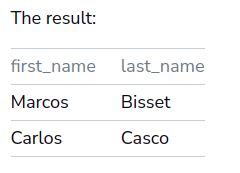 The result:
first_name last_name
Marcos Bisset
Carlos Casco